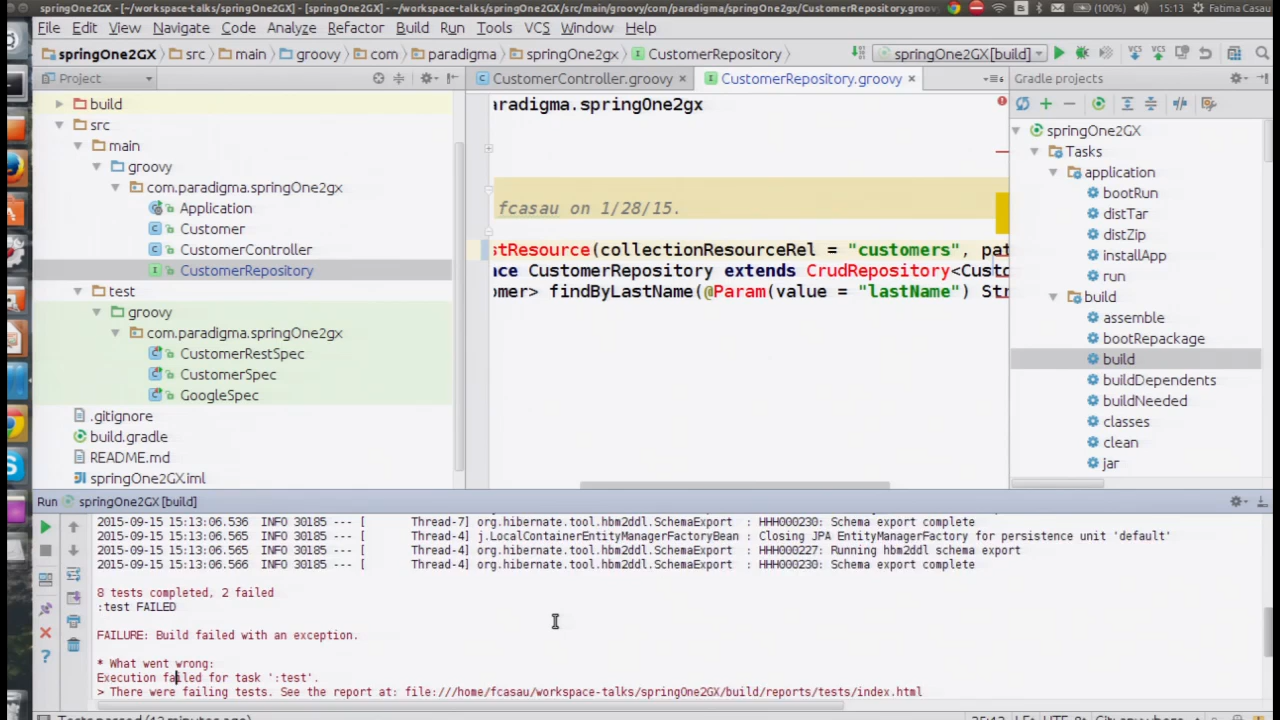 springOne2GX - [~/workspace-talks/springOne2GX] - [springOne2GX] - ~/workspace-talks/springOne2GX/src/main/groovy/com/paradigma/springOne2gx/CustomerRepository.groovy (100%) 15:13 Fatima Casau
File Edit View Navigate Code Analyze Refactor Build Run Tools VCS Window Help
springOne2GX src main groovy com paradigma springOne2gx CustomerRepository springOne2GX [build]
Project CustomerController.groovy CustomerRepository.groovy Gradle projects
build
src
main
groovy
com.paradigma.springOne2gx
Application
Customer
CustomerController
CustomerRepository
test
groovy
com.paradigma.springOne2gx
CustomerRestSpec
CustomerSpec
GoogleSpec
.gitignore
build.gradle
README.md
springOne2GX.iml
aradigma.springOne2gx
fcasau on 1/28/15.
stResource(collectionResourceRel = "customers", pat
ace CustomerRepository extends CrudRepository<Custo
omer> findByLastName(@Param(value = "lastName") Str
springOne2GX
Tasks
application
bootRun
distTar
distZip
installApp
run
build
assemble
bootRepackage
build
buildDependents
buildNeeded
classes
clean
jar
Run springOne2GX [build]
2015-09-15 15:13:06.536 INFO 30185 --- [ Thread-7] org.hibernate.tool.hbm2ddl.SchemaExport : HHH000230: Schema export complete
2015-09-15 15:13:06.565 INFO 30185 --- [ Thread-4] j.LocalContainerEntityManagerFactoryBean : Closing JPA EntityManagerFactory for persistence unit 'default'
2015-09-15 15:13:06.565 INFO 30185 --- [ Thread-4] org.hibernate.tool.hbm2ddl.SchemaExport : HHH000227: Running hbm2ddl schema export
2015-09-15 15:13:06.566 INFO 30185 --- [ Thread-4] org.hibernate.tool.hbm2ddl.SchemaExport : HHH000230: Schema export complete
8 tests completed, 2 failed
:test FAILED
FAILURE: Build failed with an exception.
* What went wrong:
Execution failed for task ':test'.
> There were failing tests. See the report at: file:///home/fcasau/workspace-talks/springOne2GX/build/reports/tests/index.html